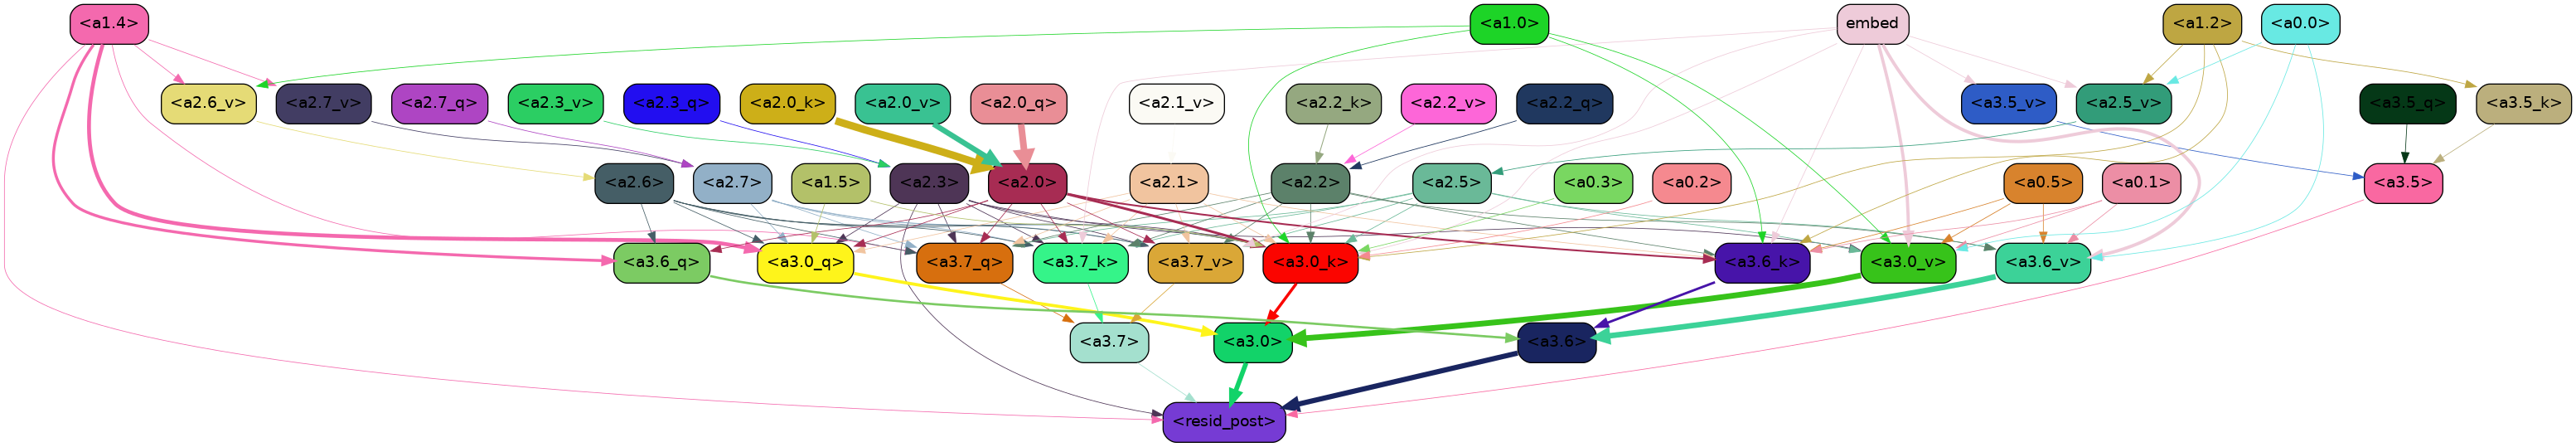 <a1.4>
<a1.0>
embed
<a1.2>
<a0.0>
<a2.6_v>
<a2.7_v>
<a2.7_q>
<a2.3_v>
<a2.3_q>
<a2.0_k>
<a2.0_v>
<a2.0_q>
<a2.1_v>
<a2.2_k>
<a2.2_v>
<a2.2_q>
<a3.5_v>
<a2.5_v>
<a3.5_q>
<a3.5_k>
<a2.6>
<a2.7>
<a1.5>
<a2.3>
<a2.0>
<a2.1>
<a2.2>
<a2.5>
<a0.3>
<a0.2>
<a0.5>
<a0.1>
<a3.5>
<a3.6_q>
<a3.0_q>
<a3.7_q>
<a3.7_k>
<a3.7_v>
<a3.0_k>
<a3.6_k>
<a3.0_v>
<a3.6_v>
<a3.7>
<a3.0>
<a3.6>
<resid_post>